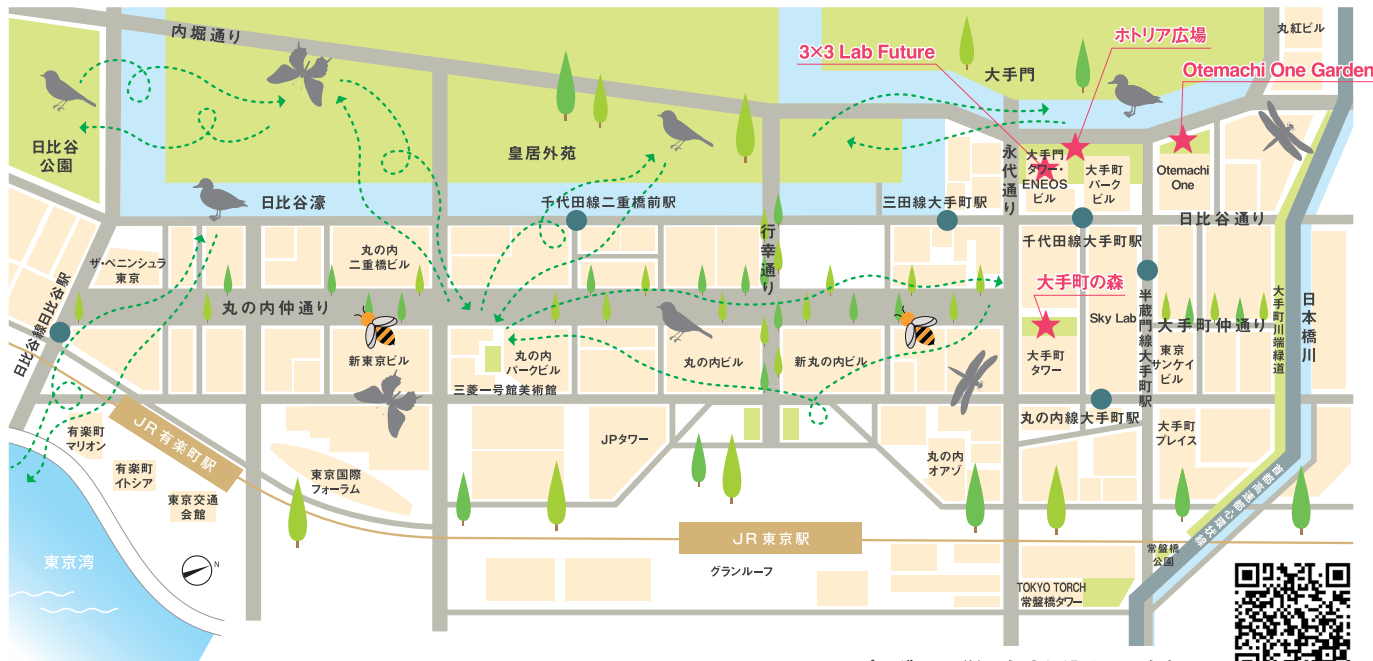 内堀通り
3×3 Lab Future
ホトリア広場
丸紅ビル
大手門
Otemachi One Garden
日比谷
公園
皇居外苑
永代通り
大手門
タワー・
ENEOS
ビル
大手町
パーク
ビル
Otemachi
One
日比谷濠
千代田線二重橋前駅
三田線大手町駅
日比谷通り
行幸通り
千代田線大手町駅
ザ・ペニンシュラ
東京
丸の内
二重橋ビル
大手町の森
日比谷線日比谷駅
丸の内仲通り
半蔵門線大手町駅
Sky Lab
大手町仲通り
大手町川端緑道
日本橋川
新東京ビル
丸の内
パークビル
三菱一号館美術館
丸の内ビル
新丸の内ビル
大手町
タワー
東京
サンケイ
ビル
丸の内線大手町駅
有楽町
マリオン
JR有楽町駅
有楽町
イトシア
東京交通
会館
東京国際
フォーラム
JPタワー
丸の内
オアゾ
大手町
プレイス
首都高速都心環状線
東京湾
N
JR東京駅
グランルーフ
常盤橋
公園
TOKYO TORCH
常盤橋タワー